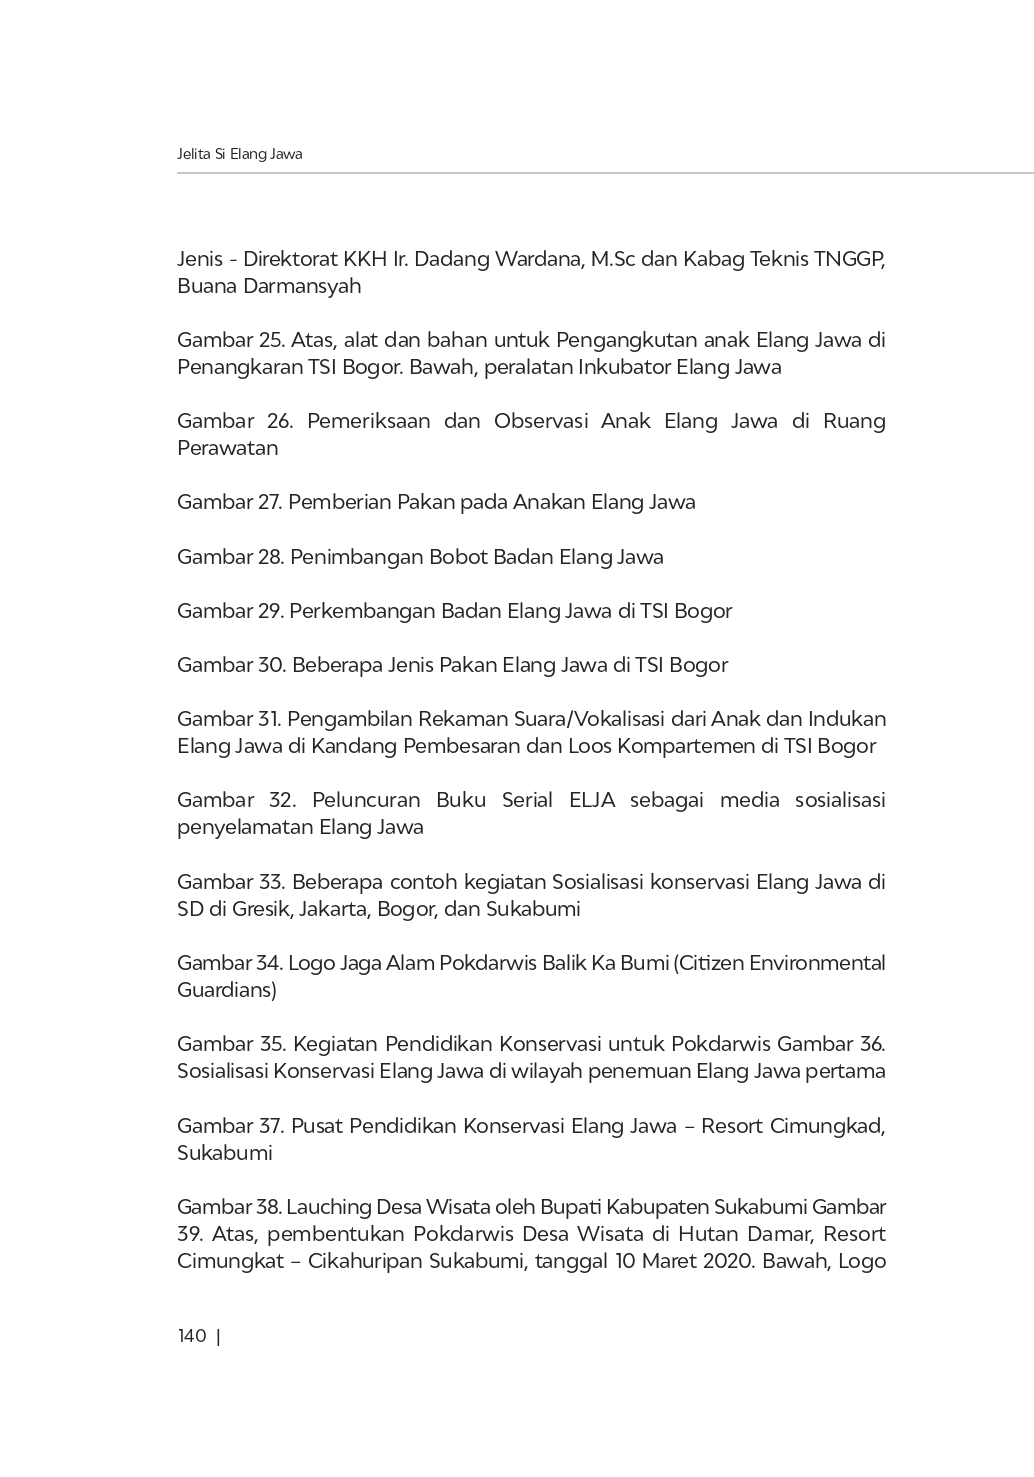 Jelita Si Elang Jawa
Jenis - Direktorat KKH Ir. Dadang Wardana, M.Sc dan Kabag Teknis TNGGP,
Buana Darmansyah
Gambar 25. Atas, alat dan bahan untuk Pengangkutan anak Elang Jawa di
Penangkaran TSI Bogor. Bawah, peralatan Inkubator Elang Jawa
Gambar 26. Pemeriksaan dan Observasi Anak Elang Jawa di Ruang
Perawatan
Gambar 27. Pemberian Pakan pada Anakan Elang Jawa
Gambar 28. Penimbangan Bobot Badan Elang Jawa
Gambar 29. Perkembangan Badan Elang Jawa di TSI Bogor
Gambar 30. Beberapa Jenis Pakan Elang Jawa di TSI Bogor
Gambar 31. Pengambilan Rekaman Suara/Vokalisasi dari Anak dan Indukan
Elang Jawa di Kandang Pembesaran dan Loos Kompartemen di TSI Bogor
Gambar 32. Peluncuran Buku Serial ELJA sebagai media sosialisasi
penyelamatan Elang Jawa
Gambar 33. Beberapa contoh kegiatan Sosialisasi konservasi Elang Jawa di
SD di Gresik, Jakarta, Bogor, dan Sukabumi
Gambar 34. Logo Jaga Alam Pokdarwis Balik Ka Bumi (Citizen Environmental
Guardians)
Gambar 35. Kegiatan Pendidikan Konservasi untuk Pokdarwis Gambar 36.
Sosialisasi Konservasi Elang Jawa di wilayah penemuan Elang Jawa pertama
Gambar 37. Pusat Pendidikan Konservasi Elang Jawa – Resort Cimungkad,
Sukabumi
Gambar 38. Lauching Desa Wisata oleh Bupati Kabupaten Sukabumi Gambar
39. Atas, pembentukan Pokdarwis Desa Wisata di Hutan Damar, Resort
Cimungkat – Cikahuripan Sukabumi, tanggal 10 Maret 2020. Bawah, Logo
140 |